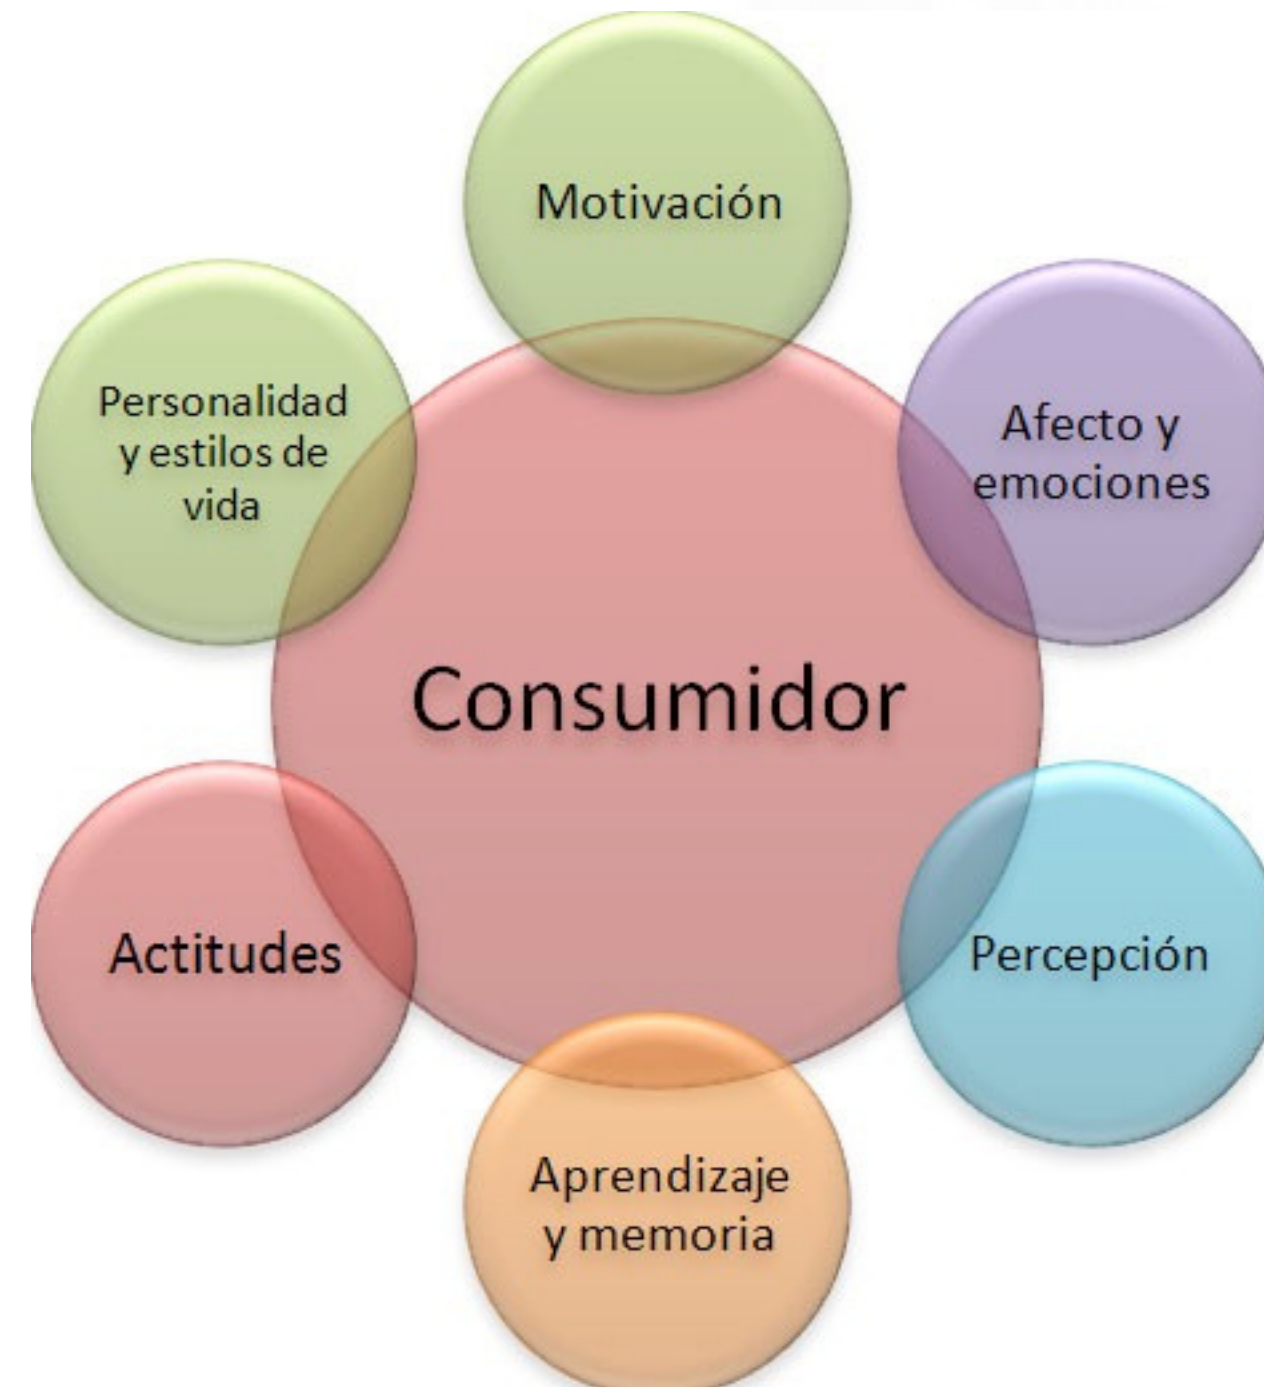 Motivación
Personalidad
y estilos de
vida
Afecto y
emociones
Consumidor
Actitudes
Percepción
Aprendizaje
y memoria